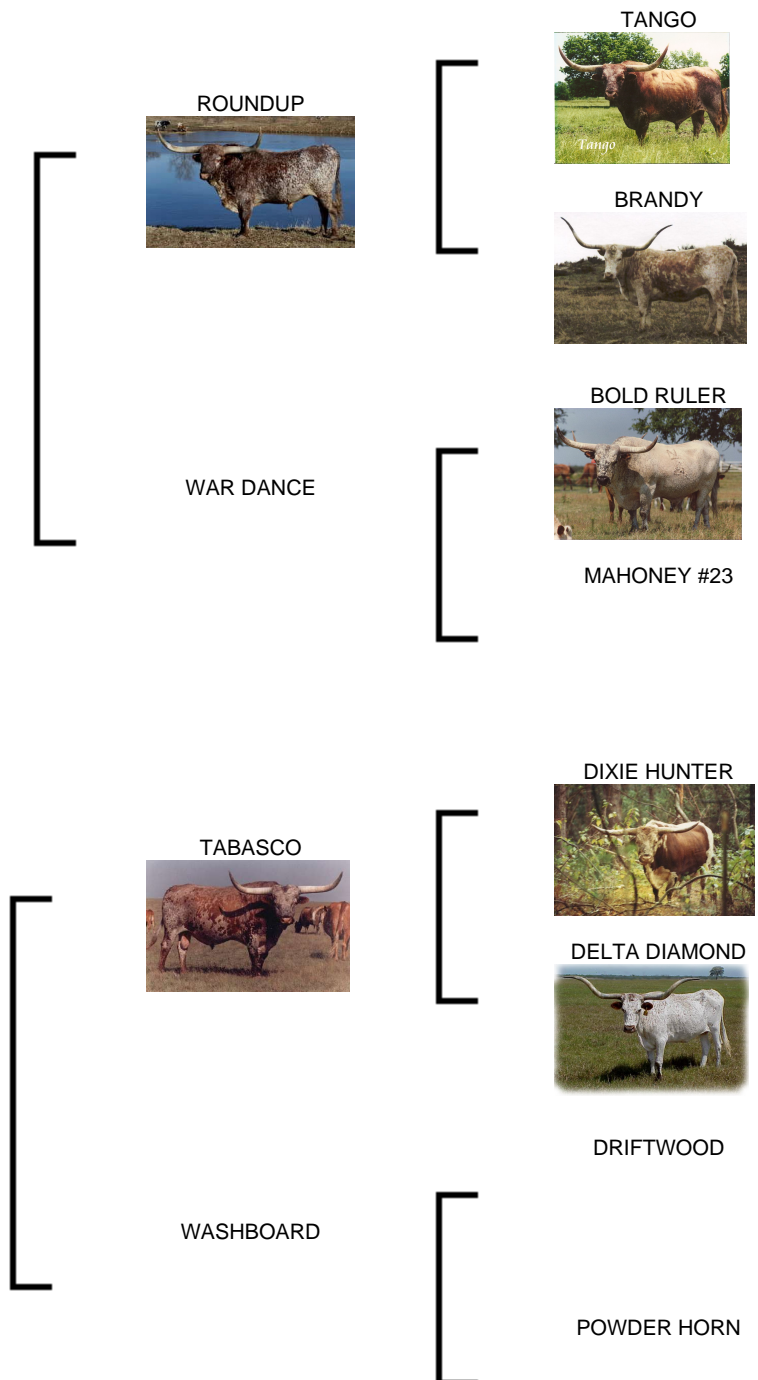 TANGO
Tango
ROUNDUP
BRANDY
BOLD RULER
WAR DANCE
MAHONEY #23
DIXIE HUNTER
TABASCO
DELTA DIAMOND
DRIFTWOOD
WASHBOARD
POWDER HORN